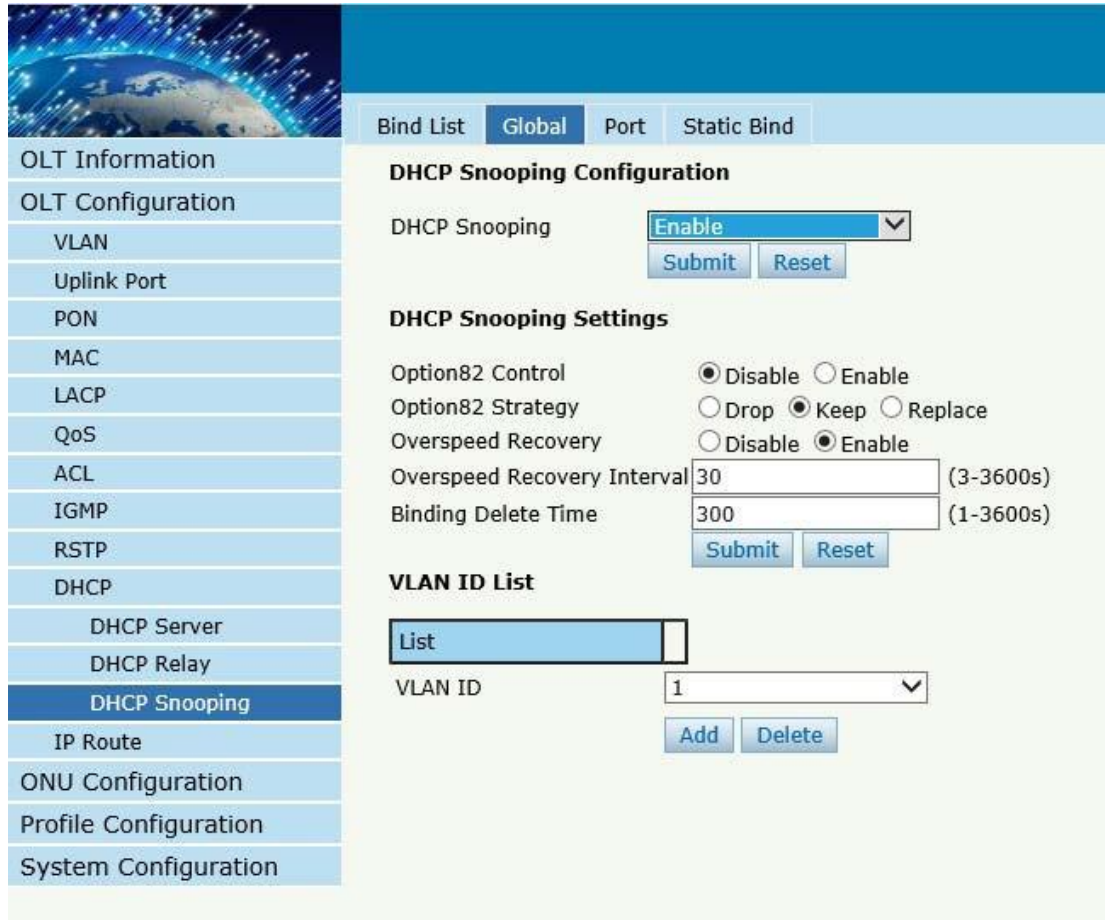 Bind List Global Port Static Bind
OLT Information
OLT Configuration
VLAN
Uplink Port
PON
MAC
LACP
QoS
ACL
IGMP
RSTP
DHCP
DHCP Server
DHCP Relay
DHCP Snooping
IP Route
ONU Configuration
Profile Configuration
System Configuration
DHCP Snooping Configuration
DHCP Snooping Enable
Submit Reset
DHCP Snooping Settings
Option82 Control Disable Enable
Option82 Strategy Drop Keep Replace
Overspeed Recovery Disable Enable
Overspeed Recovery Interval 30 (3-3600s)
Binding Delete Time 300 (1-3600s)
Submit Reset
VLAN ID List
List
VLAN ID 1
Add Delete